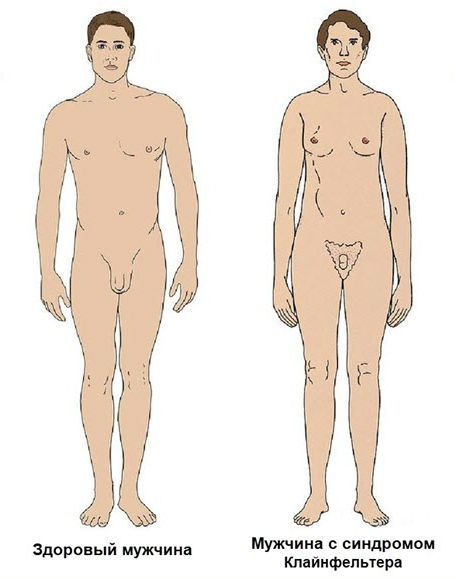 Здоровый мужчина
Мужчина с синдромом
Клайнфельтера